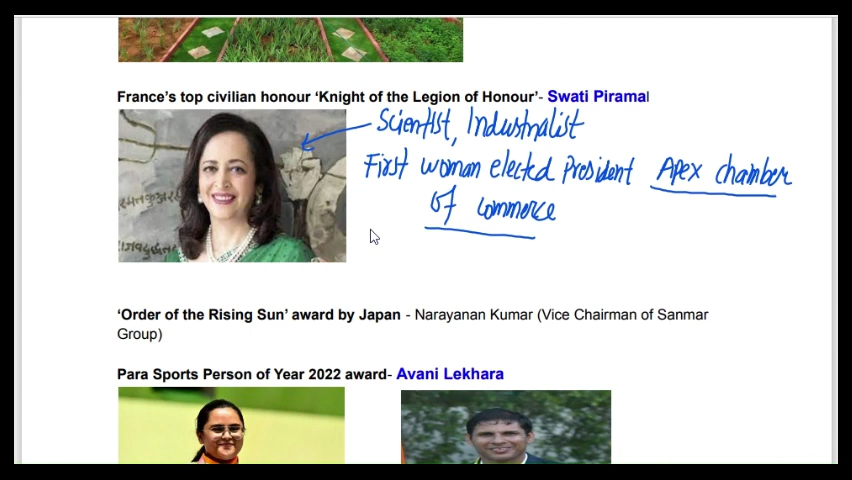 France's top civilian honour 'Knight of the Legion of Honour'- Swati Piramal
Scientist, Industrialist
First woman elected President Apex chamber
of commerce
'Order of the Rising Sun' award by Japan - Narayanan Kumar (Vice Chairman of Sanmar
Group)
Para Sports Person of Year 2022 award- Avani Lekhara